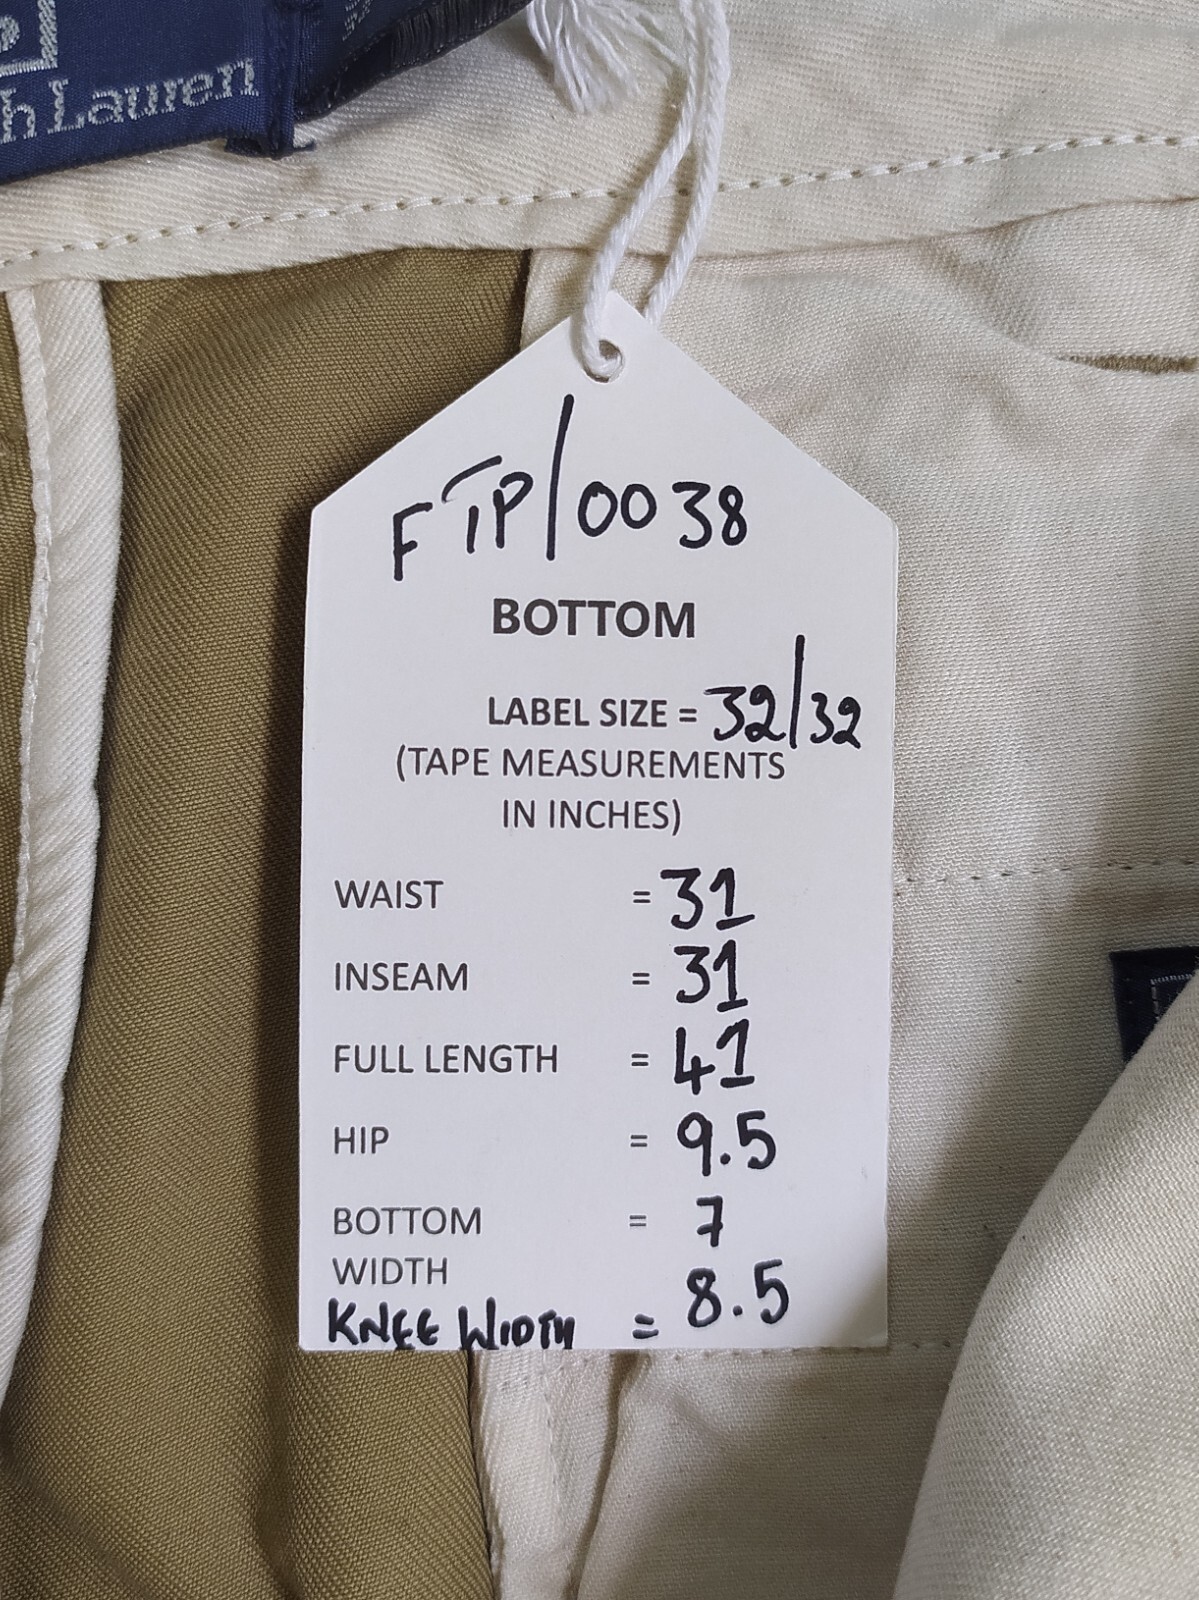 h Lauren
FTP/0038
BOTTOM
LABEL SIZE = 32/32
(TAPE MEASUREMENTS
IN INCHES)
WAIST = 31
INSEAM = 31
FULL LENGTH = 41
HIP = 9.5
BOTTOM = 7
WIDTH
KNEE WIDTH = 8.5